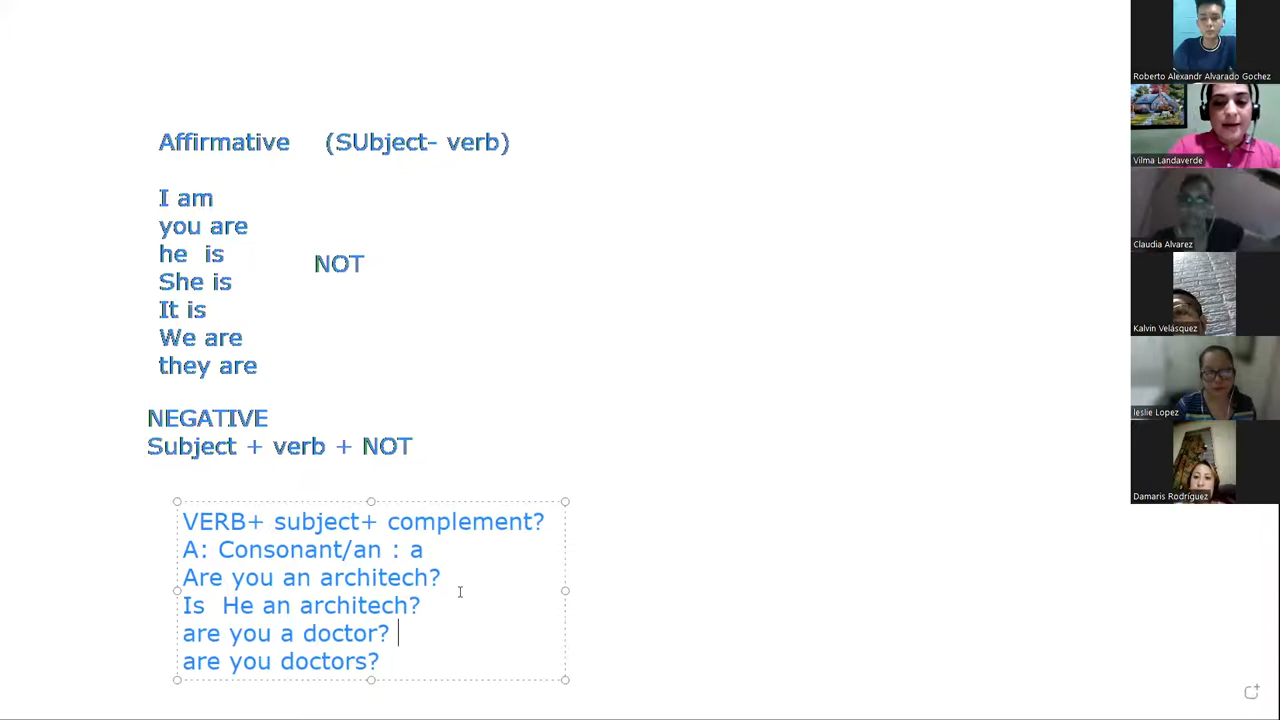 Affirmative (SUbject- verb)
I am
you are
he is
She is
It is
We are
they are
NOT
NEGATIVE
Subject + verb + NOT
VERB+ subject+ complement?
A: Consonant/an : a
Are you an architech?
Is He an architech?
are you a doctor?
are you doctors?
Roberto Alexandr Alvarado Gochez
Vilma Landaverde
Claudia Alvarez
Kalvin Velásquez
leslie Lopez
Damaris Rodríguez